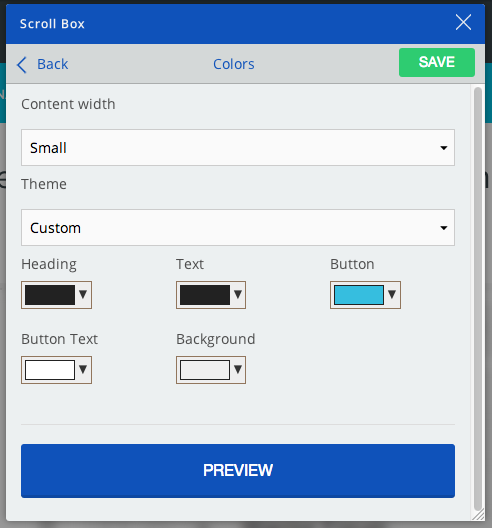 Scroll Box
Back Colors SAVE
Content width
Small
Theme
Custom
Heading Text Button
Button Text Background
PREVIEW